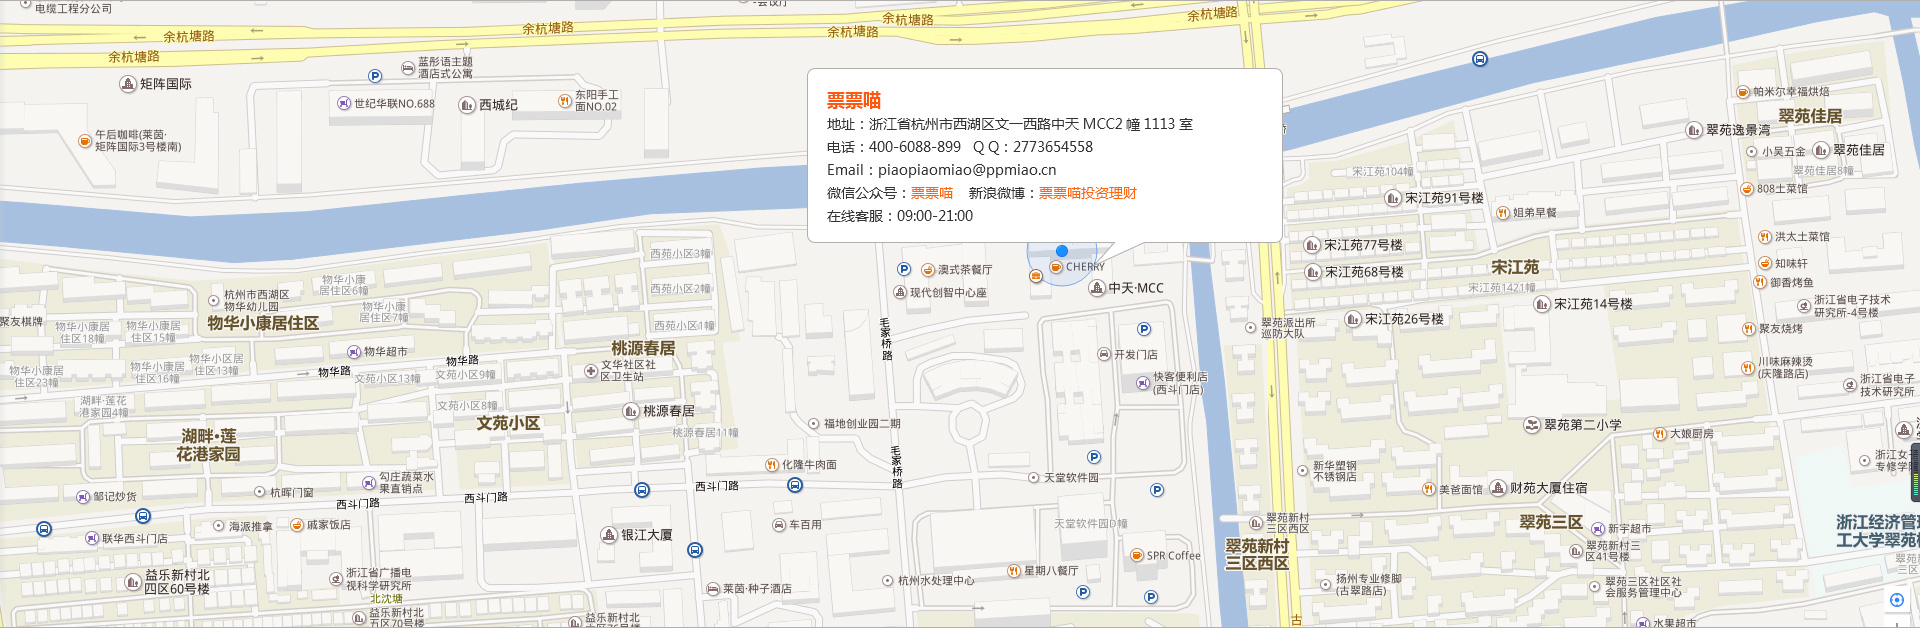 电缆工程分公司
余杭塘路
余杭塘路
余杭塘路
余杭塘路
余杭塘路
余杭塘路
矩阵国际
蓝彤语主题
酒店式公寓
世纪华联NO.688
西城纪
东阳手工
面NO.02
午后咖啡(莱茵·
矩阵国际3号楼南)
票票喵
地址：浙江省杭州市西湖区文一西路中天 MCC2 幢 1113 室
电话：400-6088-899 Q Q：2773654558
Email：piaopiaomiao@ppmiao.cn
微信公众号：票票喵 新浪微博：票票喵投资理财
在线客服：09:00-21:00
帕米尔幸福烘焙
翠苑佳居
翠苑逸景湾
小吴五金
翠苑佳居
翠苑佳居8幢
宋江苑104幢
808土菜馆
宋江苑91号楼
姐弟早餐
洪太土菜馆
宋江苑77号楼
宋江苑
知味轩
宋江苑68号楼
御香烤鱼
宋江苑1421幢
宋江苑14号楼
浙江省电子技术
研究所-4号楼
宋江苑26号楼
聚友烧烤
翠苑派出所
巡防大队
川味麻辣烫
(庆隆路店)
浙江省电子
技术研究所
西苑小区3幢
西苑小区2幢
西苑小区4幢
物华小康
居住区6幢
杭州市西湖区
物华幼儿园
物华小康
居住区7幢
物华小康居住区
聚友棋牌
物华小康居
住区18幢
物华小康居
住区15幢
物华超市
物华路
物华路
物华小康居
住区23幢
物华小康居
住区16幢
物华小区居
住区13幢
文苑小区13幢
文苑小区9幢
桃源春居
文华社区社
区卫生站
湖畔·莲花
港家园4幢
文苑小区8幢
文苑小区
桃源春居
桃源春居11幢
湖畔·莲
花港家园
澳式茶餐厅
现代创智中心座
CHERRY
中天·MCC
毛家桥路
开发门店
快客便利店
(西斗门店)
福地创业园二期
毛家桥路
化隆牛肉面
天堂软件园
天堂软件园D幢
勾庄蔬菜水
果直销点
邹记炒货
杭晖门窗
西斗门路
西斗门路
西斗门路
海派推拿
戚家饭店
联华西斗门店
益乐新村北
四区60号楼
浙江省广播电
视科学研究所
北沈塘
益乐新村北
五区70号楼
益乐新村北
银江大厦
车百用
莱茵·种子酒店
杭州水处理中心
星期八餐厅
SPR Coffee
翠苑第二小学
大娘厨房
新华塑钢
不锈钢店
美爸面馆
财苑大厦住宿
浙江女子
专修学院
翠苑新村
三区西区
翠苑新村
三区西区
翠苑三区
新宇超市
翠苑新村三
区41号楼
浙江经济管理
工大学翠苑校
扬州专业修脚
(古翠路店)
翠苑三区社区社
会服务管理中心
水果超市
古